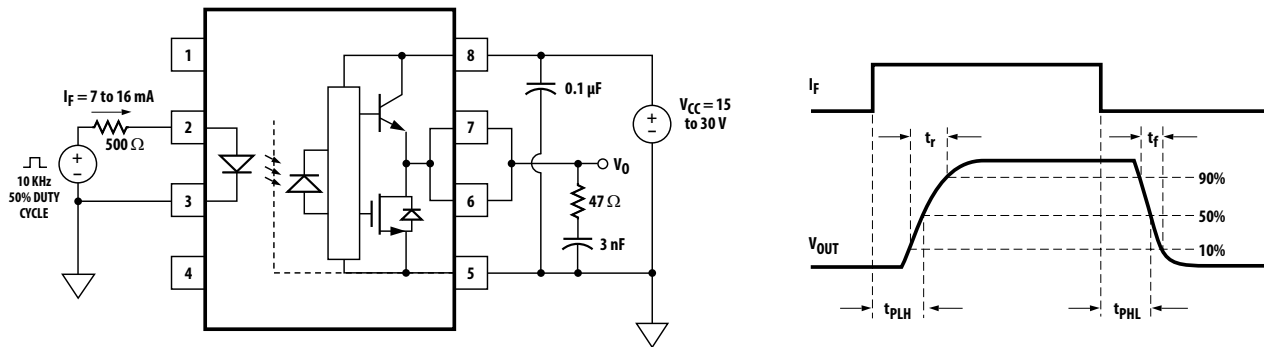 1
I_F = 7 to 16 mA
2
500 Ω
+
–
10 KHz
50% DUTY
CYCLE
3
4
8
0.1 µF
V_CC = 15
to 30 V
+
–
7
V_O
6
47 Ω
3 nF
5
I_F
t_r
t_f
90%
50%
10%
V_OUT
t_PLH
t_PHL